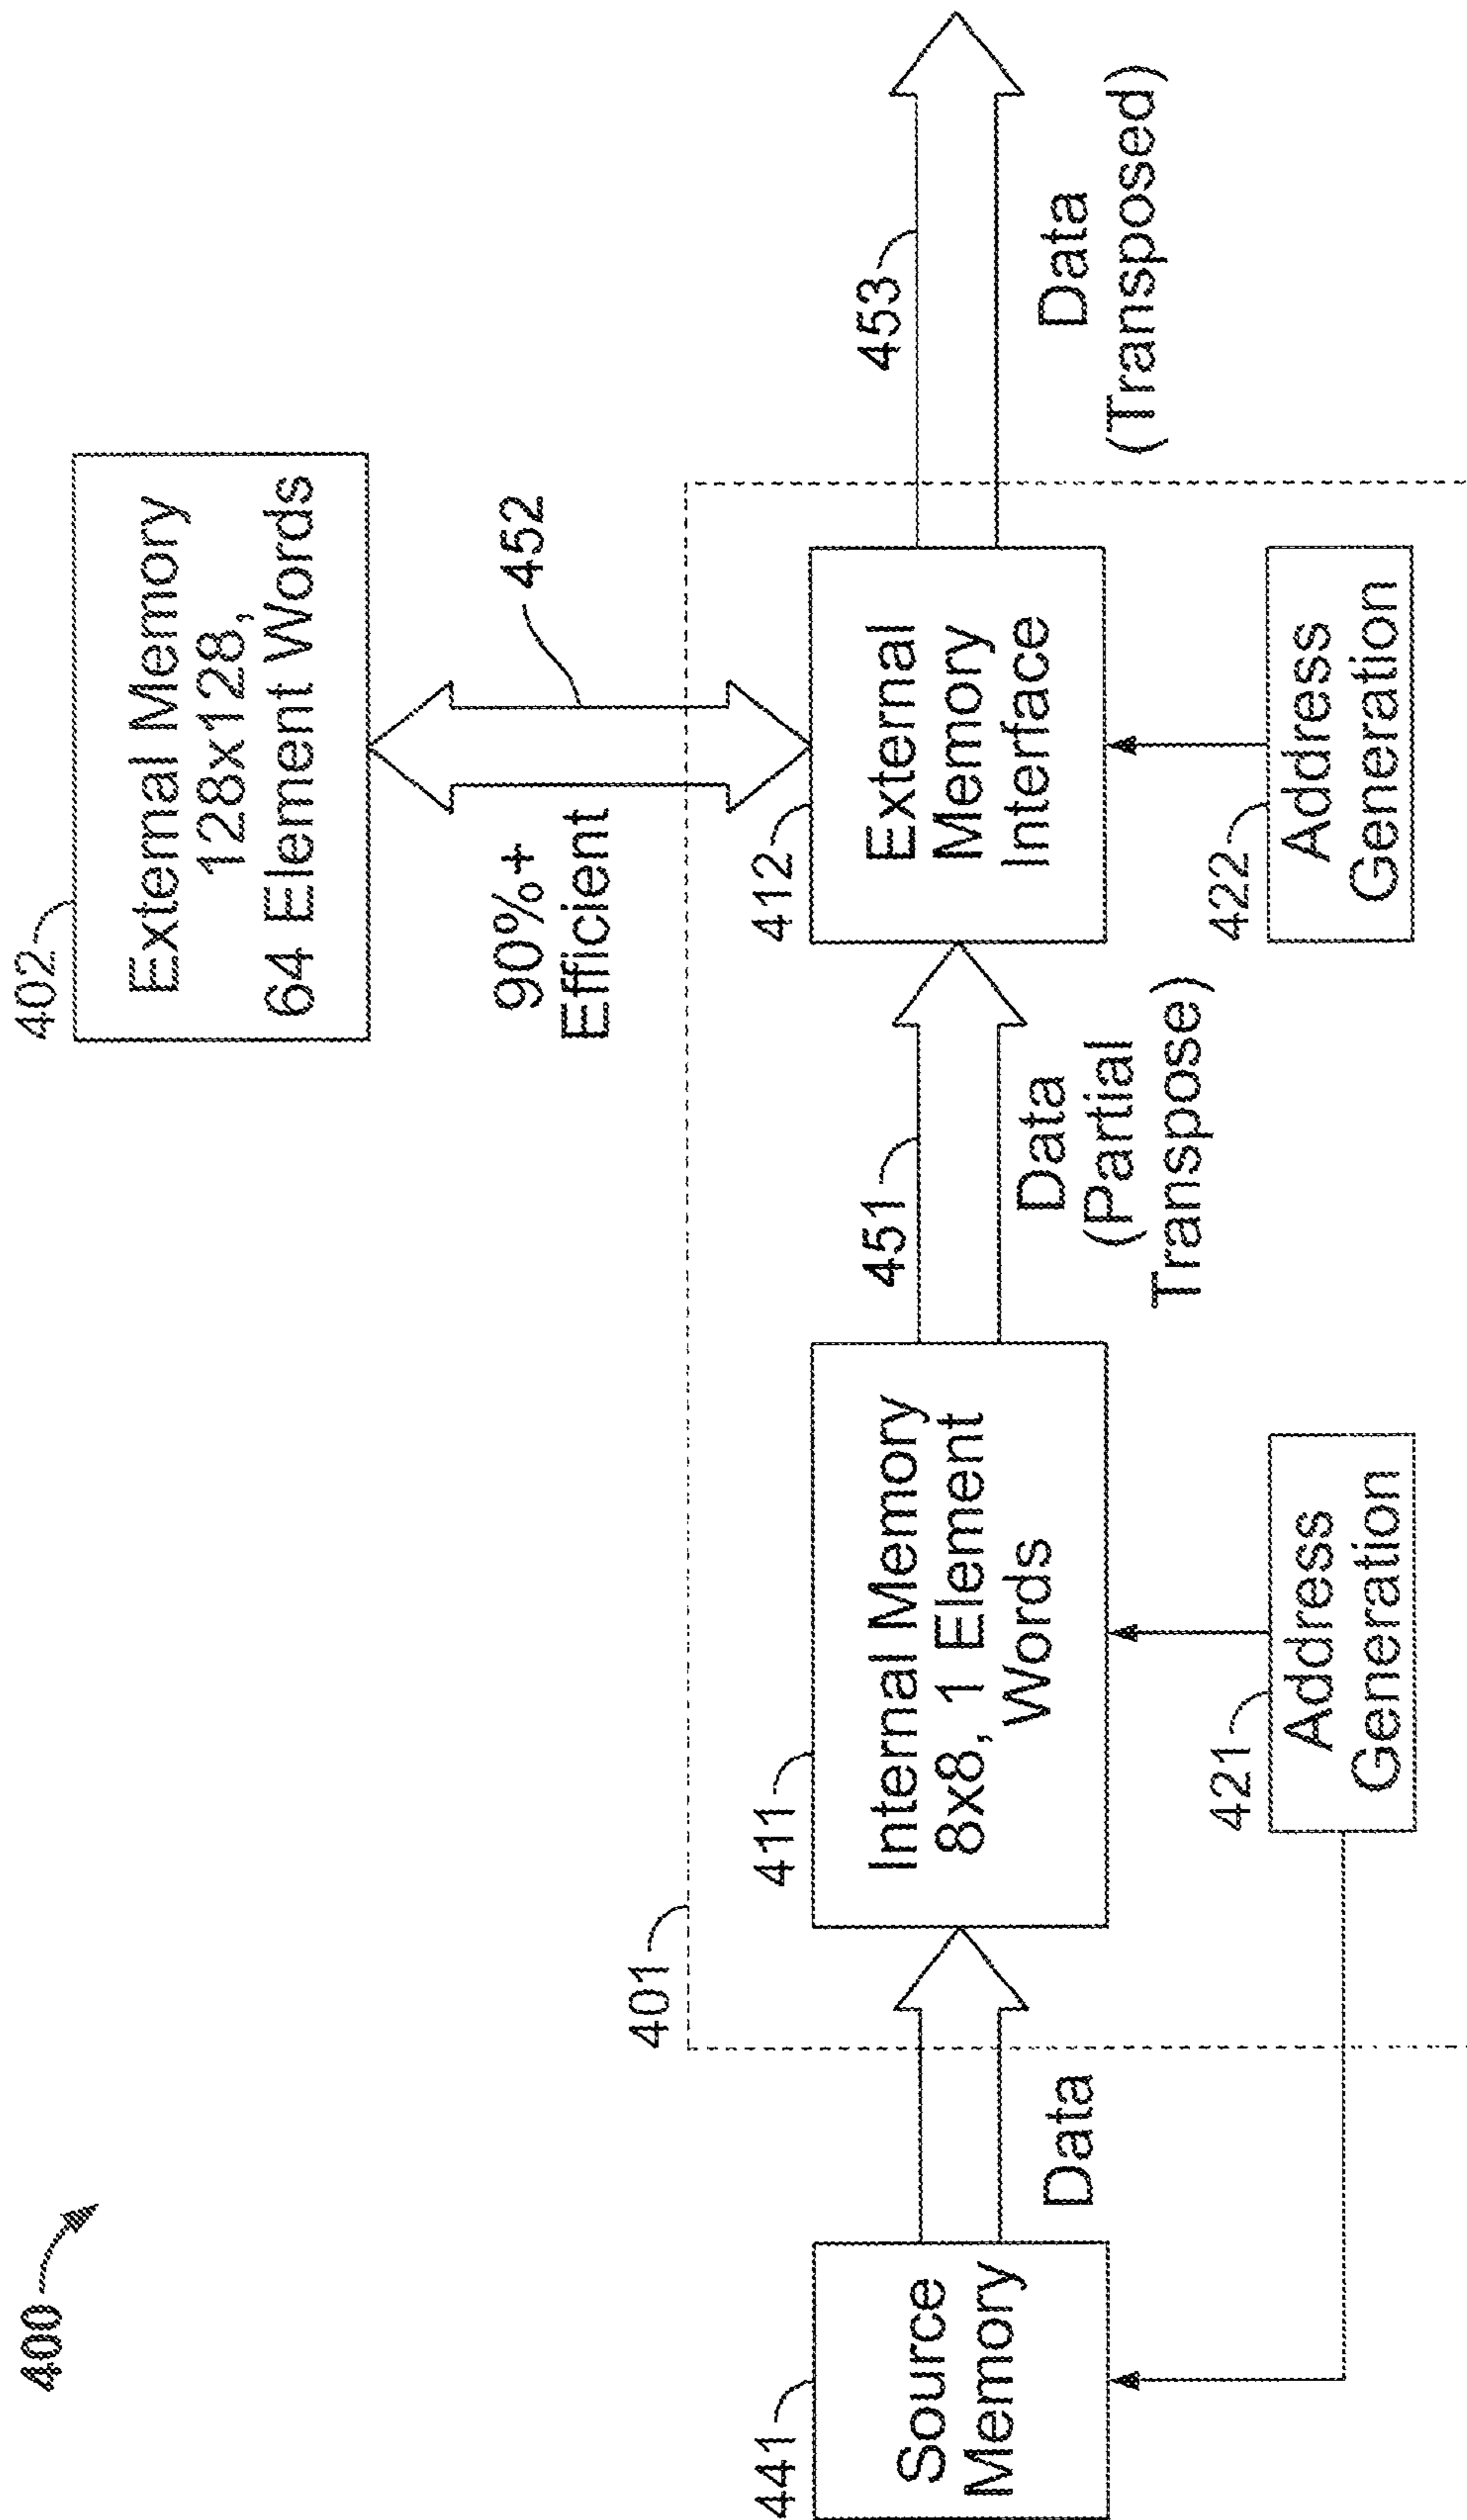 400
402
External Memory
128x128,
64 Element Words
90%+
Efficient
452
401
441
Source
Memory
Data
411
Internal Memory
8x8, 1 Element
Words
451
Data
(Partial
Transpose)
412
External
Memory
Interface
453
Data
(Transposed)
421
Address
Generation
422
Address
Generation